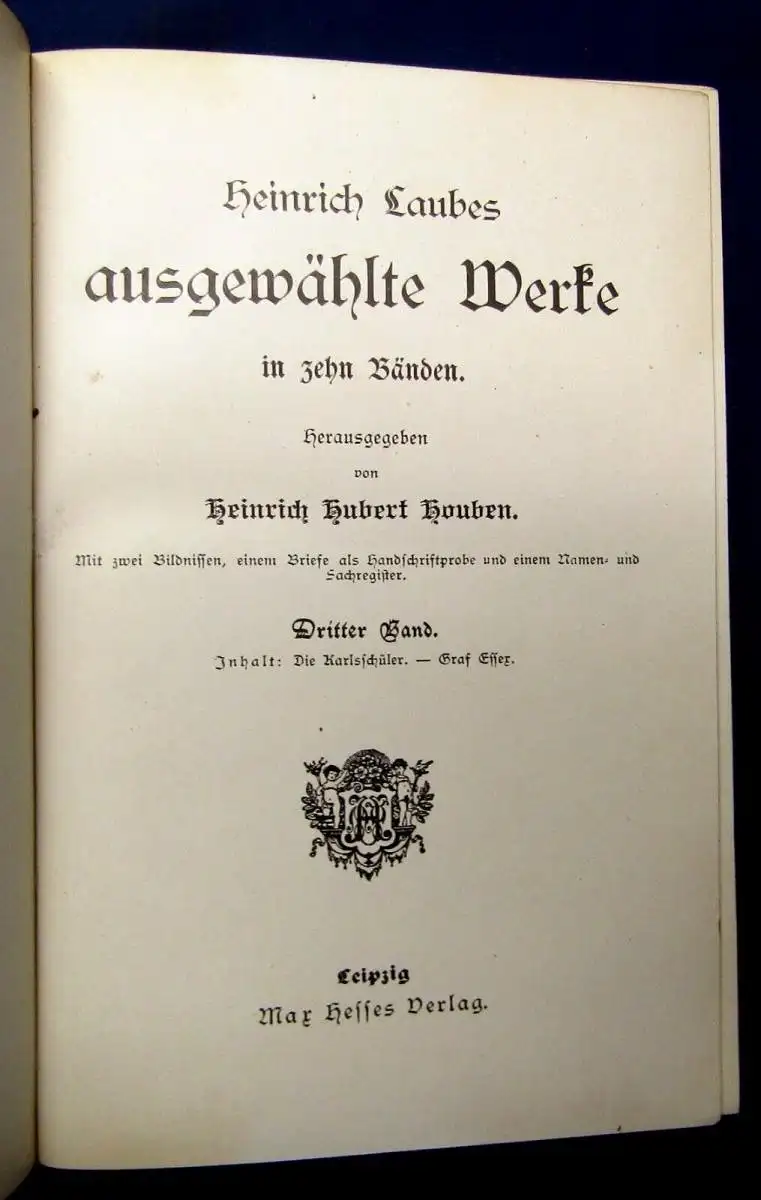 Heinrich Laubes
ausgewählte Werke
in zehn Bänden.
Herausgegeben
von
Heinrich Hubert Houben.
Mit zwei Bildnissen, einem Briefe als Handschriftprobe und einem Namen- und
Sachregister.
Dritter Band.
Inhalt: Die Karlsschüler. — Graf Essex.
Leipzig
Max Hesses Verlag.